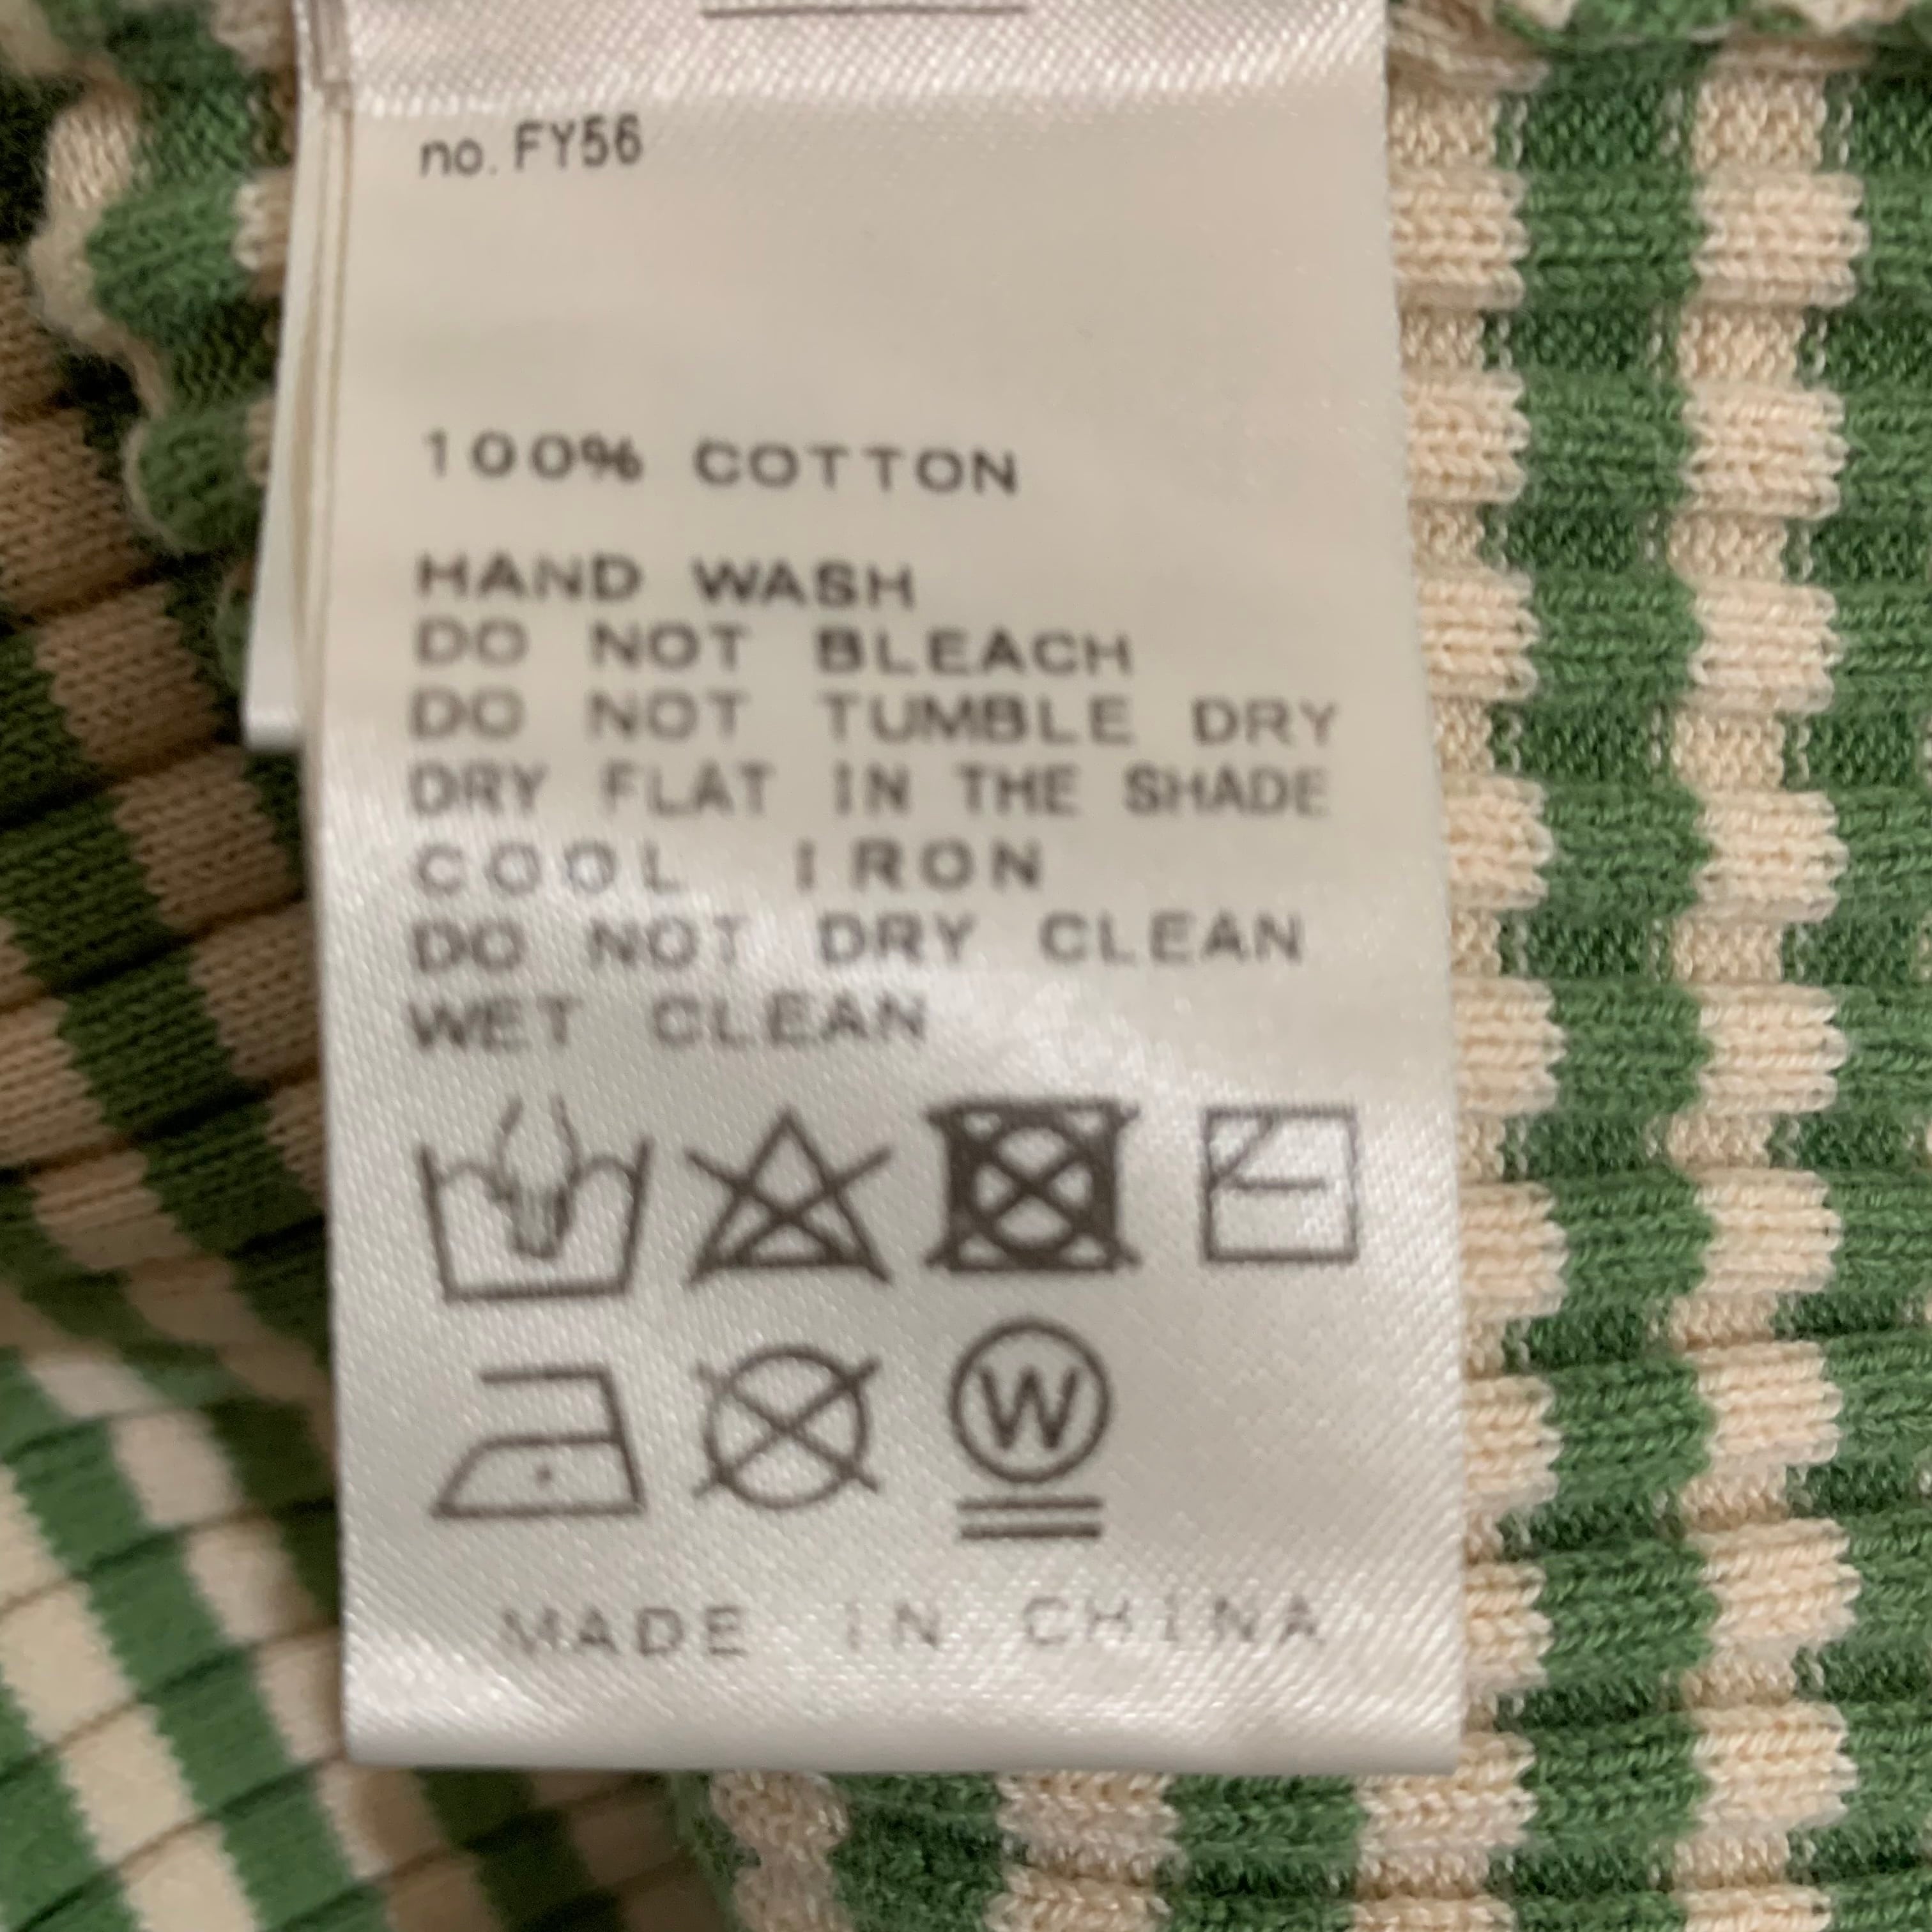 no. FY56
100% COTTON
HAND WASH
DO NOT BLEACH
DO NOT TUMBLE DRY
DRY FLAT IN THE SHADE
COOL IRON
DO NOT DRY CLEAN
WET CLEAN
W
MADE IN CHINA